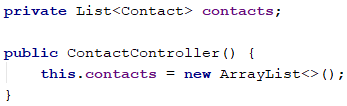 private List<Contact> contacts;
public ContactController() {
this.contacts = new ArrayList<>();
}